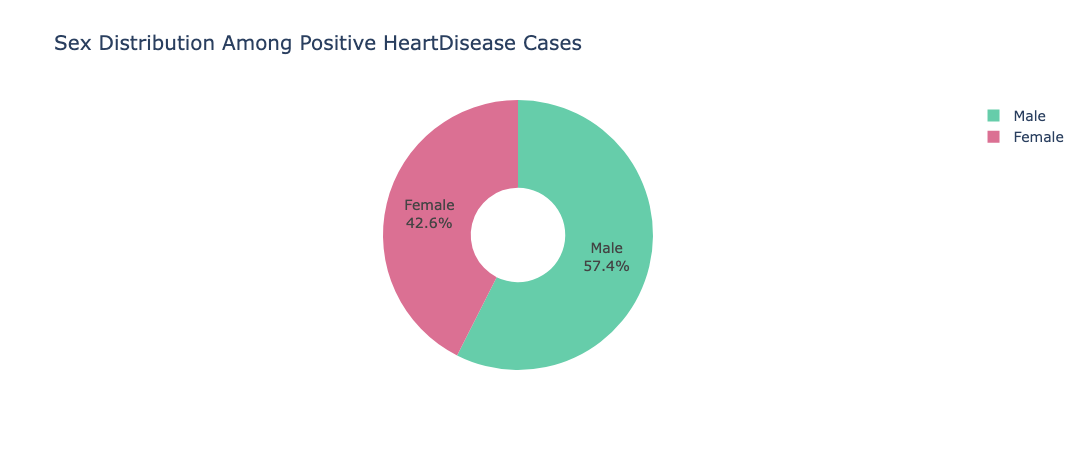 Sex Distribution Among Positive HeartDisease Cases
Male
Female
Female
42.6%
Male
57.4%